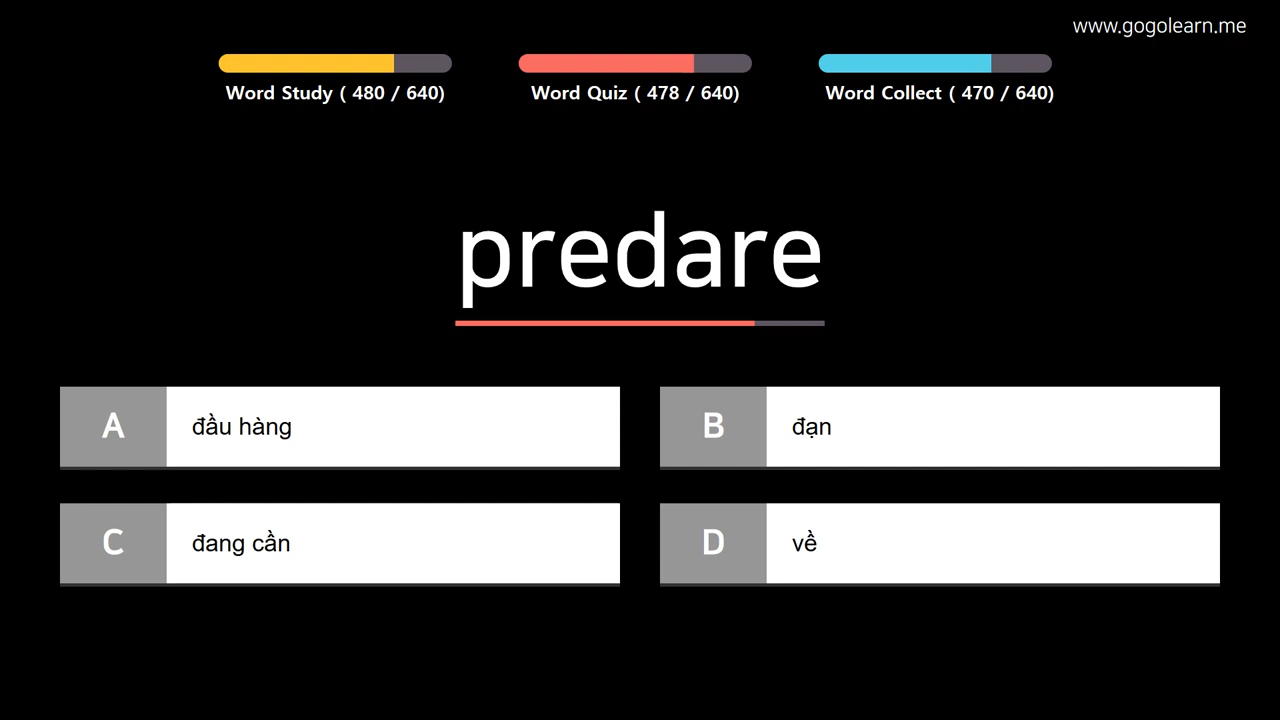 www.gogolearn.me
Word Study ( 480 / 640)
Word Quiz ( 478 / 640)
Word Collect ( 470 / 640)
predare
A đầu hàng
B đạn
C đang cần
D về